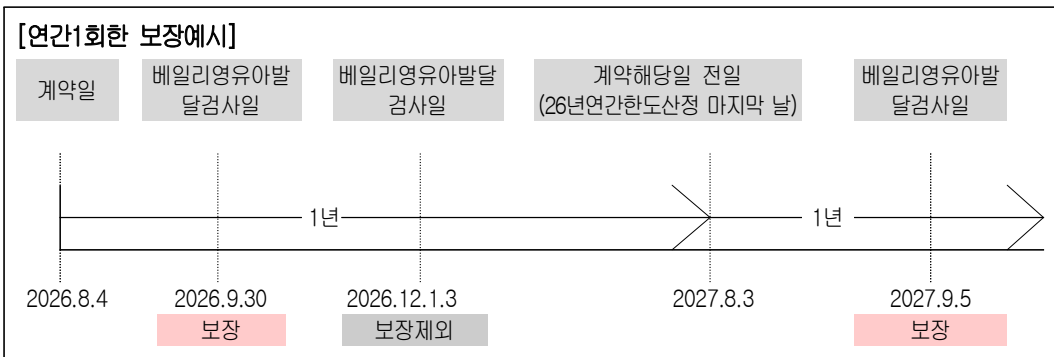 [연간1회한 보장예시]
계약일
베일리영유아발
달검사일
베일리영유아발달
검사일
계약해당일 전일
(26년연간한도산정 마지막 날)
베일리영유아발
달검사일
1년
1년
2026.8.4
2026.9.30
2026.12.1.3
2027.8.3
2027.9.5
보장
보장제외
보장